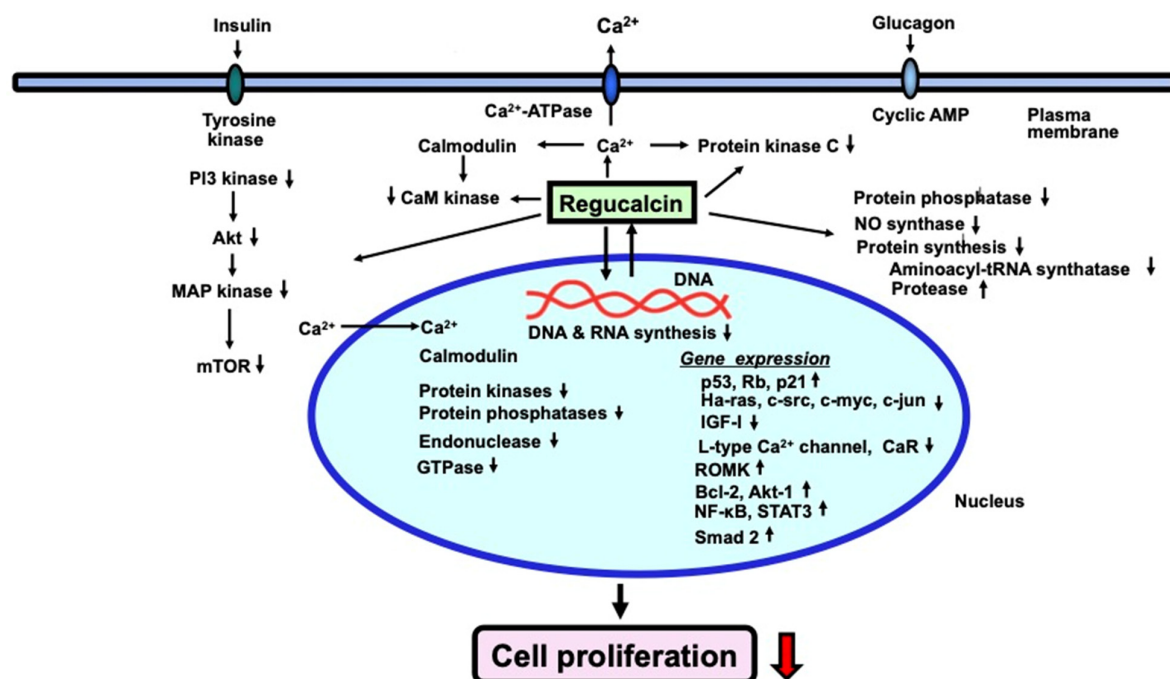 Insulin
Ca²⁺
Glucagon
Ca²⁺-ATPase
Tyrosine
kinase
Cyclic AMP
Plasma
membrane
Calmodulin
Ca²⁺
Protein kinase C ↓
PI3 kinase ↓
↓ CaM kinase
Regucalcin
Protein phosphatase ↓
NO synthase ↓
Protein synthesis ↓
Aminoacyl-tRNA synthatase ↓
Protease ↑
Akt ↓
MAP kinase ↓
mTOR ↓
DNA
DNA & RNA synthesis ↓
Ca²⁺
Ca²⁺
Calmodulin
Protein kinases ↓
Protein phosphatases ↓
Endonuclease ↓
GTPase ↓
Gene expression
p53, Rb, p21 ↑
Ha-ras, c-src, c-myc, c-jun ↓
IGF-I ↓
L-type Ca²⁺ channel, CaR ↓
ROMK ↑
Bcl-2, Akt-1 ↑
NF-κB, STAT3 ↑
Smad 2 ↑
Nucleus
Cell proliferation